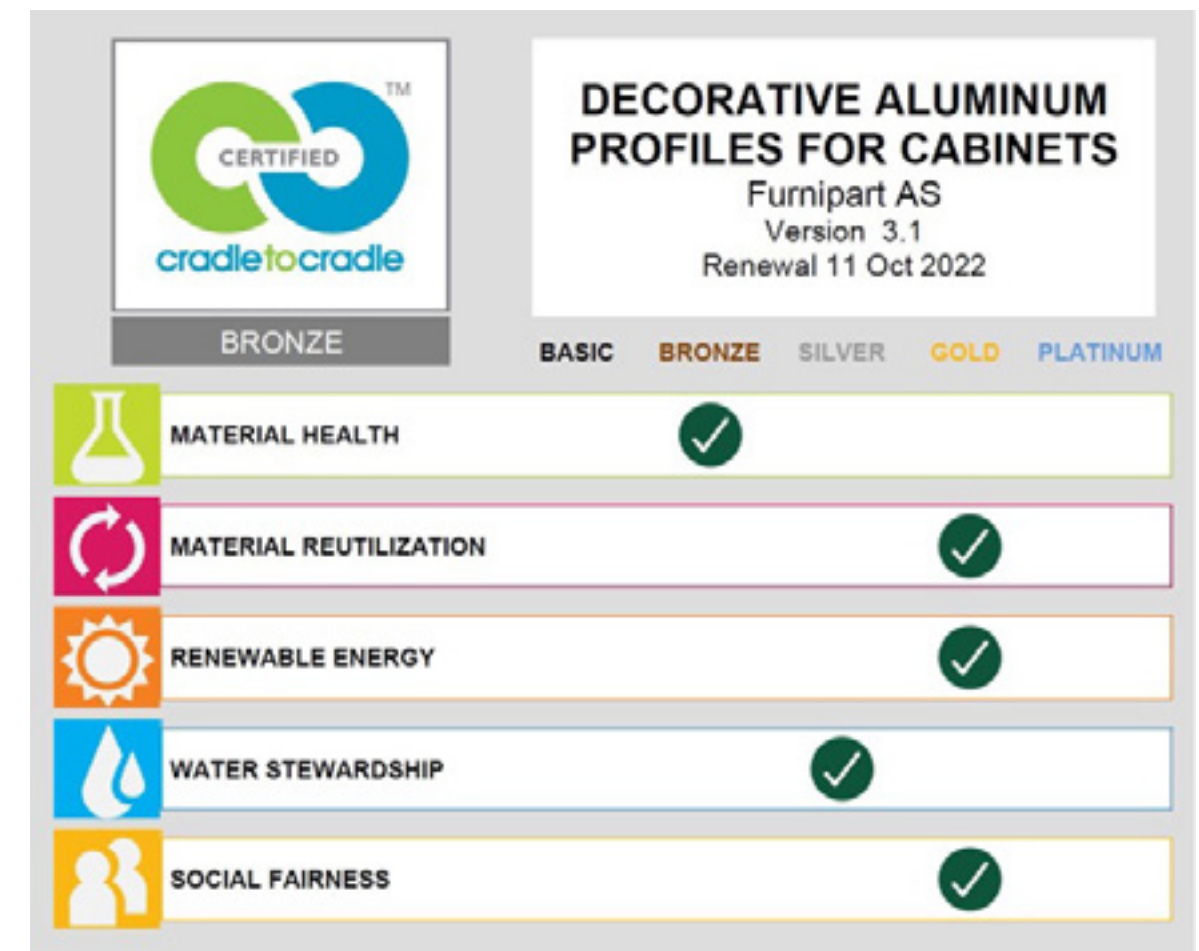 CERTIFIED
TM
cradletocradle
BRONZE
DECORATIVE ALUMINUM
PROFILES FOR CABINETS
Furnipart AS
Version 3.1
Renewal 11 Oct 2022
BASIC BRONZE SILVER GOLD PLATINUM
MATERIAL HEALTH
MATERIAL REUTILIZATION
RENEWABLE ENERGY
WATER STEWARDSHIP
SOCIAL FAIRNESS